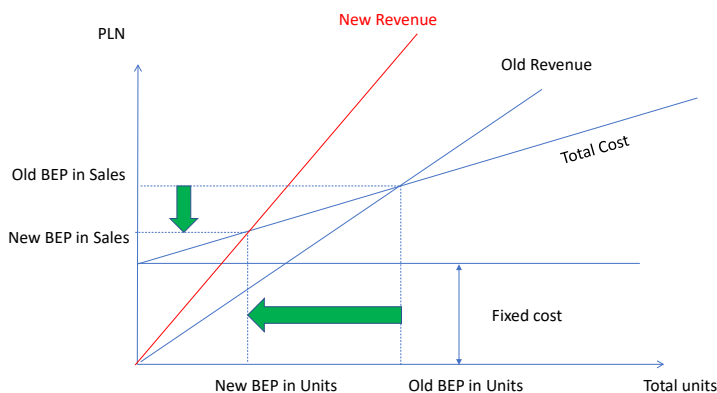 New Revenue
PLN
Old Revenue
Total Cost
Old BEP in Sales
New BEP in Sales
Fixed cost
New BEP in Units
Old BEP in Units
Total units